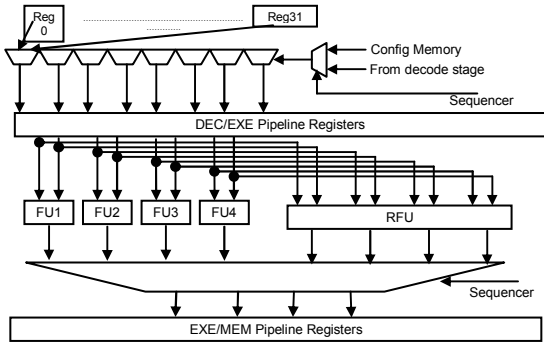 Reg
0
Reg31
Config Memory
From decode stage
Sequencer
DEC/EXE Pipeline Registers
FU1 FU2 FU3 FU4 RFU
Sequencer
EXE/MEM Pipeline Registers